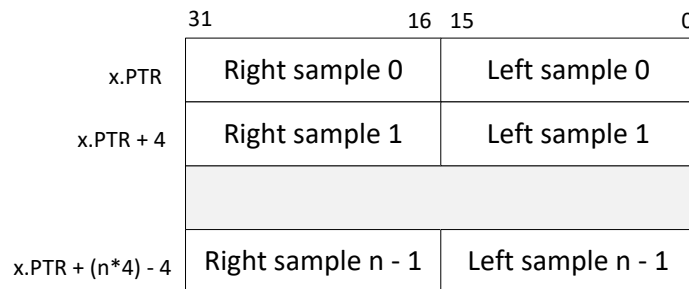 31 16 15 0
x.PTR Right sample 0 Left sample 0
x.PTR + 4 Right sample 1 Left sample 1
x.PTR + (n*4) - 4 Right sample n - 1 Left sample n - 1